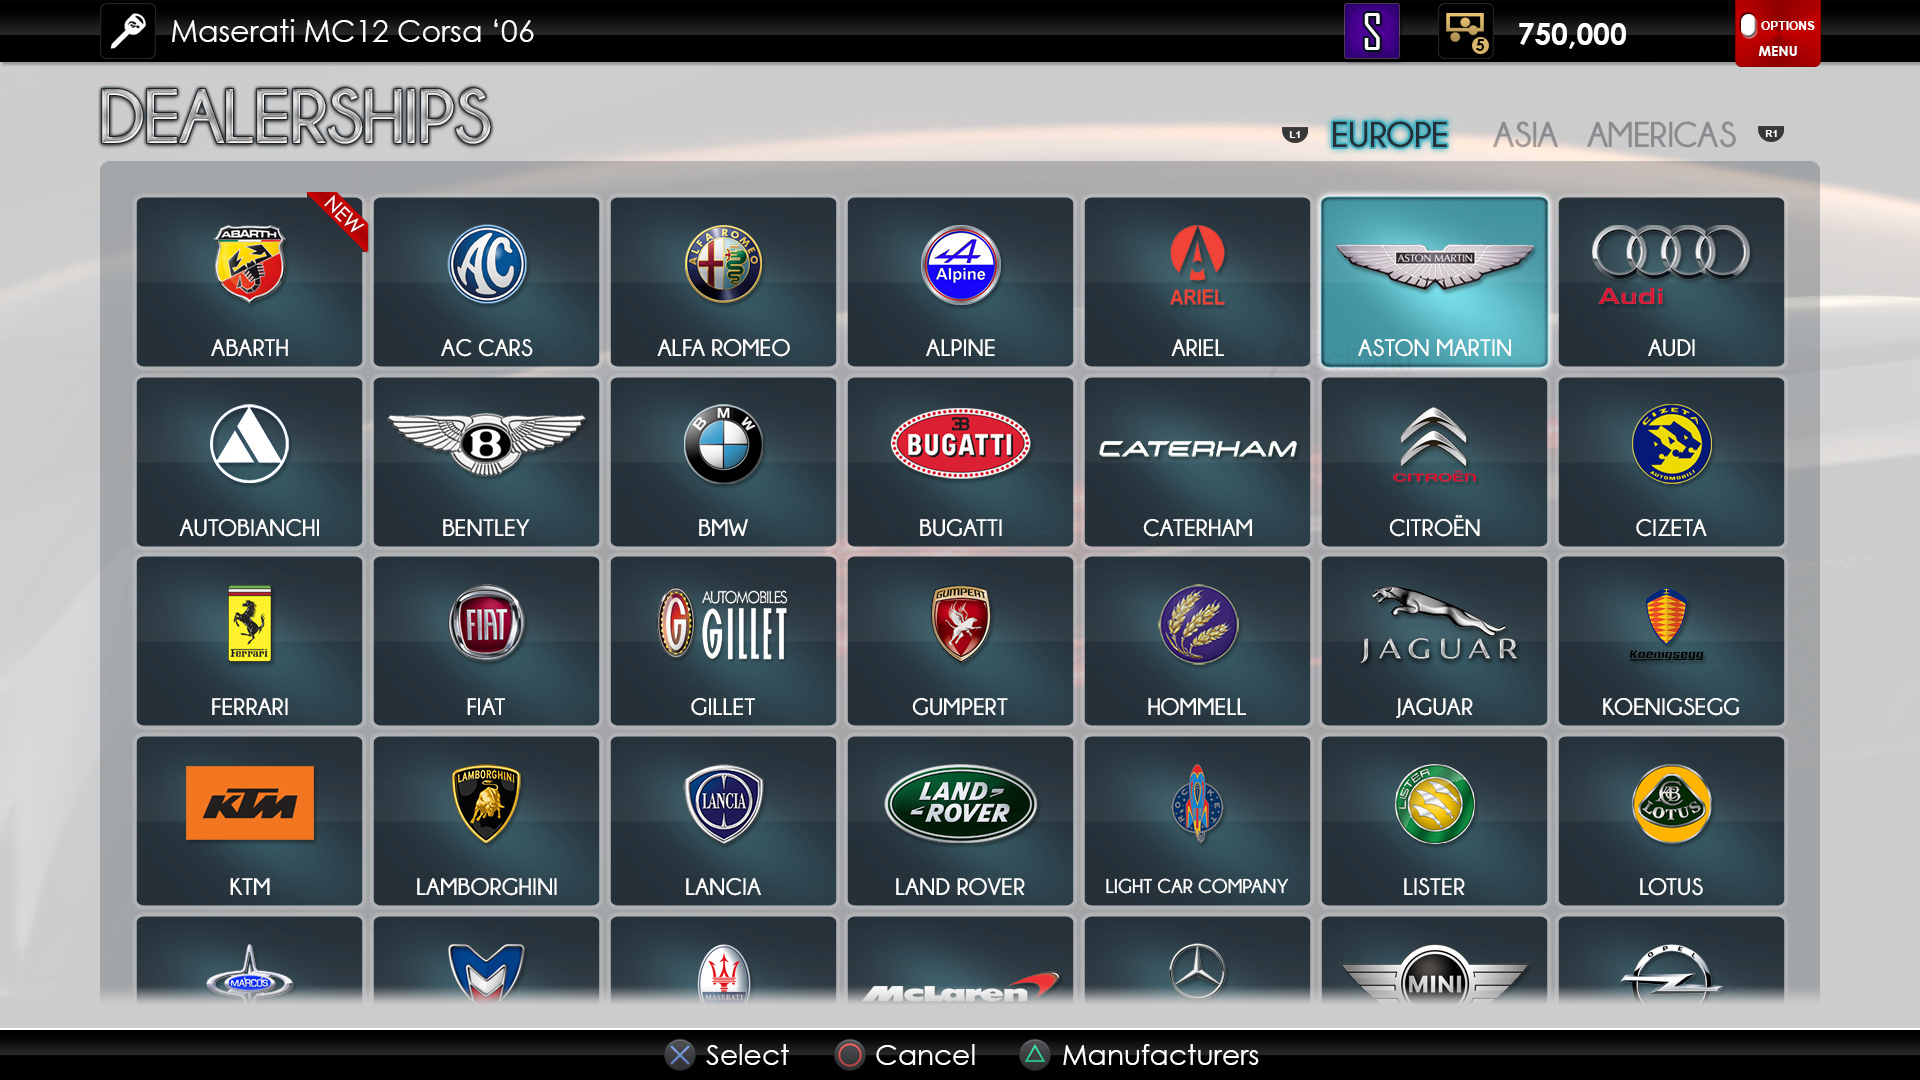 Maserati MC12 Corsa ‘06
S
5
750,000
OPTIONS
MENU
DEALERSHIPS
L1
EUROPE
ASIA
AMERICAS
R1
NEW
ABARTH
ABARTH
AC
AC CARS
ALFA ROMEO
ALFA ROMEO
A
Alpine
ALPINE
ARIEL
ARIEL
ASTON MARTIN
ASTON MARTIN
Audi
AUDI
AUTOBIANCHI
B
BENTLEY
BMW
BMW
EB
BUGATTI
BUGATTI
CATERHAM
CATERHAM
CITROËN
CITROËN
CIZETA
AUTOMOBILI
CIZETA
Ferrari
FERRARI
FIAT
FIAT
G
AUTOMOBILES
GILLET
GILLET
GUMPERT
GUMPERT
HOMMELL
JAGUAR
JAGUAR
Koenigsegg
KOENIGSEGG
KTM
KTM
LAMBORGHINI
LAMBORGHINI
LANCIA
LANCIA
LAND-
-ROVER
LAND ROVER
ROCKET
LIGHT CAR COMPANY
LISTER
LISTER
LOTUS
LOTUS
MARCOS
MASERATI
McLaren
MINI
OPEL
Select
Cancel
Manufacturers